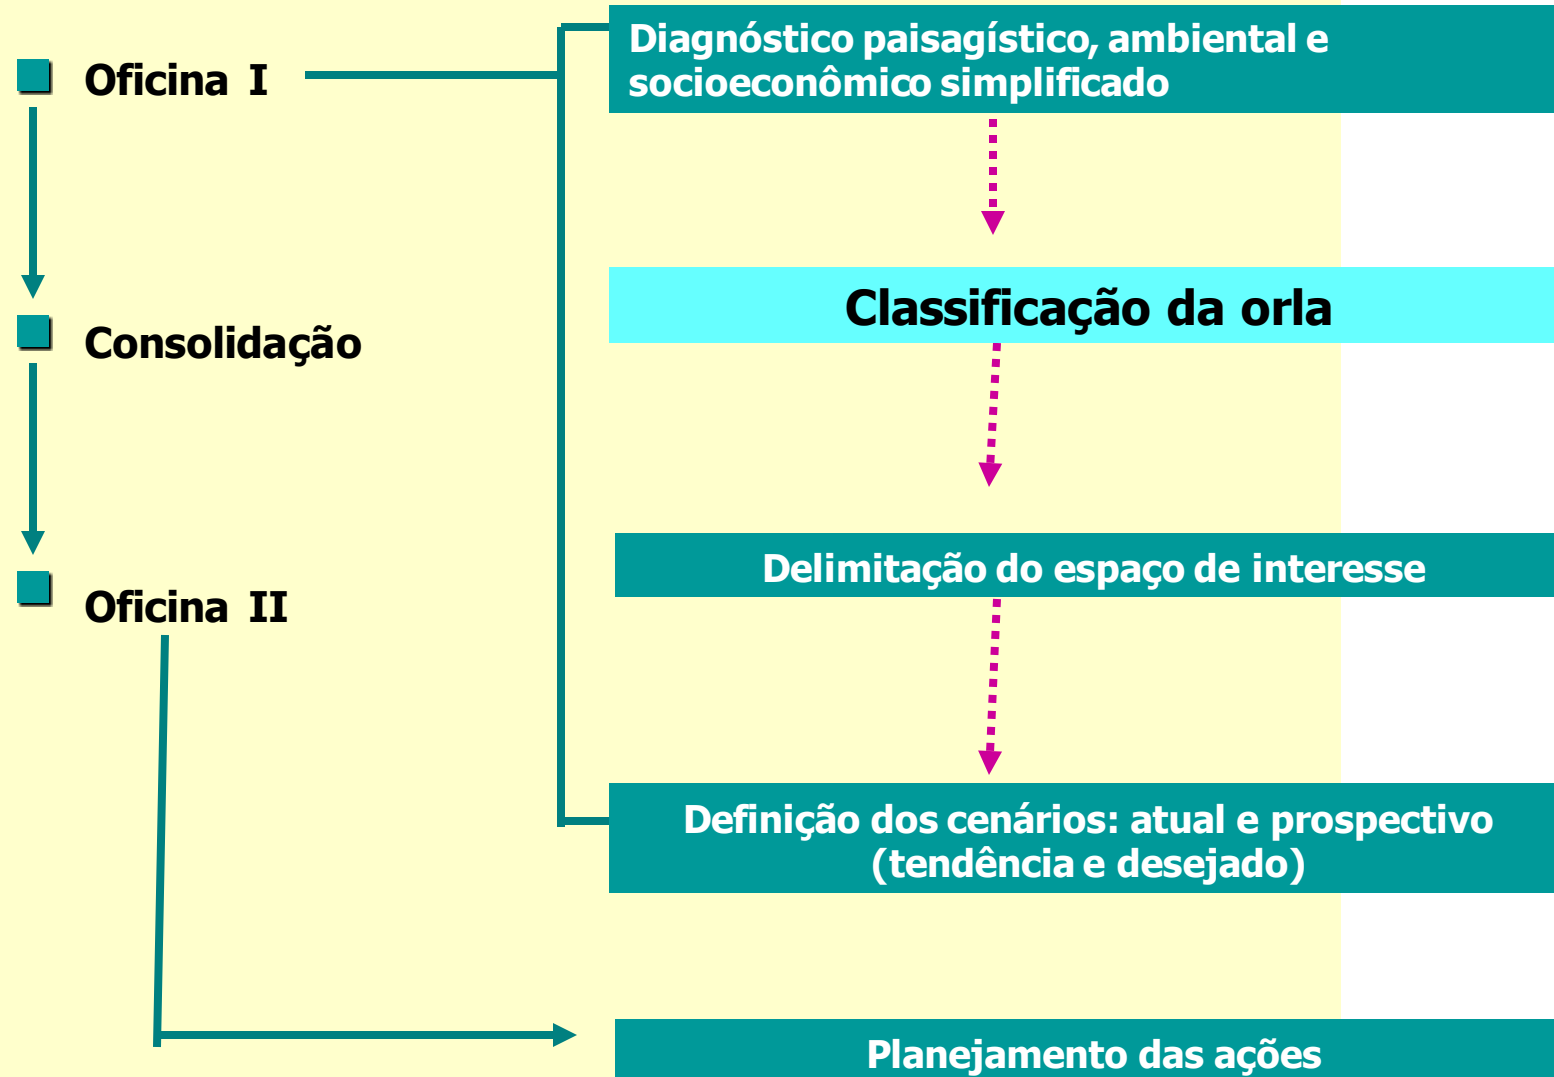 Oficina I
Consolidação
Oficina II
Diagnóstico paisagístico, ambiental e
socioeconômico simplificado
Classificação da orla
Delimitação do espaço de interesse
Definição dos cenários: atual e prospectivo
(tendência e desejado)
Planejamento das ações